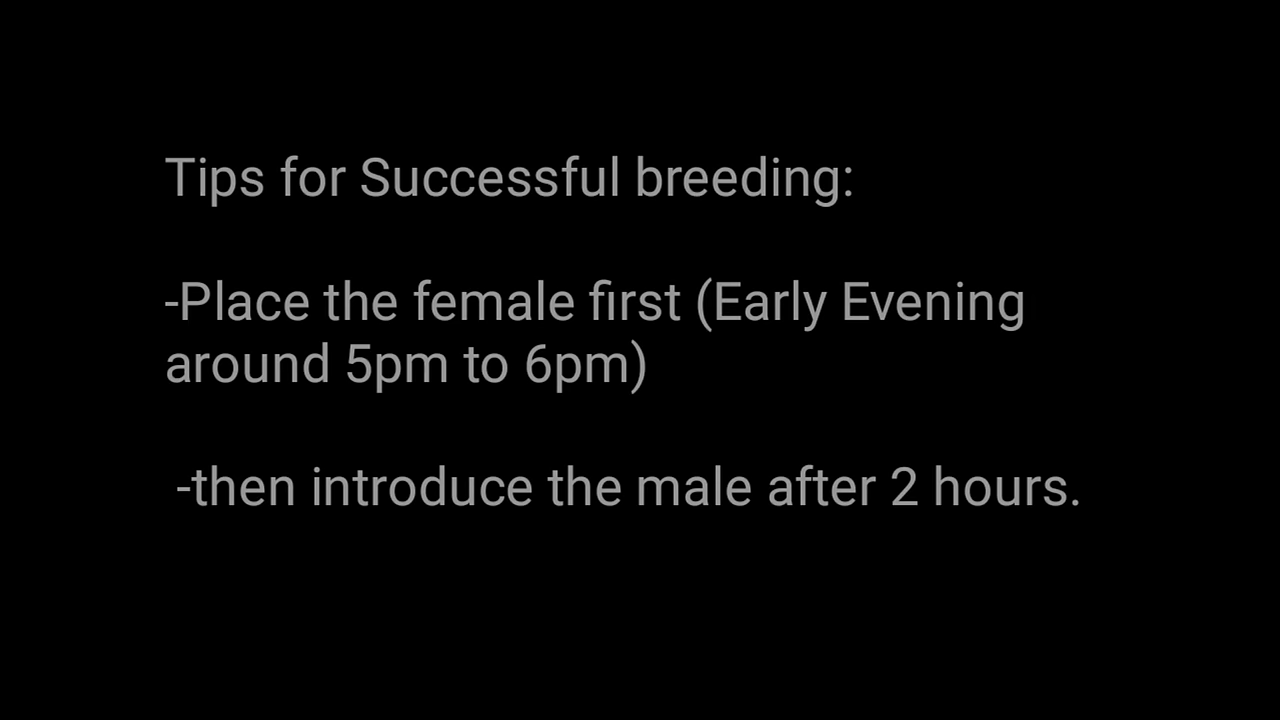 Tips for Successful breeding:
-Place the female first (Early Evening
around 5pm to 6pm)
-then introduce the male after 2 hours.